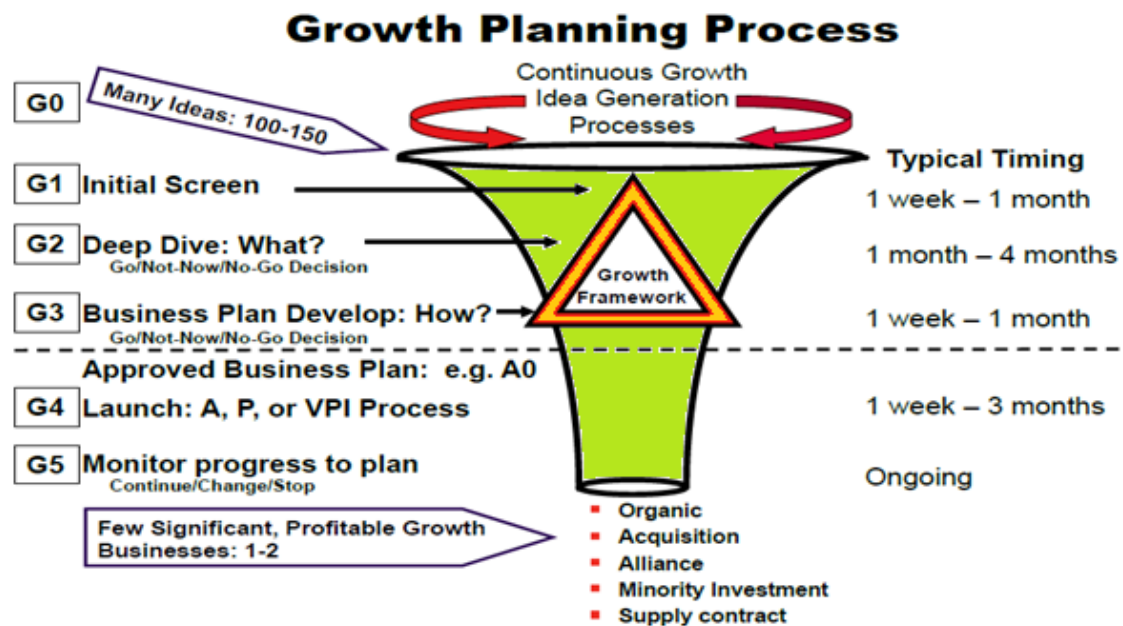 Growth Planning Process
Continuous Growth
Idea Generation
Processes
G0
Many Ideas: 100-150
Typical Timing
G1 Initial Screen
1 week – 1 month
G2 Deep Dive: What?
Go/Not-Now/No-Go Decision
1 month – 4 months
Growth
Framework
G3 Business Plan Develop: How?
Go/Not-Now/No-Go Decision
1 week – 1 month
Approved Business Plan: e.g. A0
G4 Launch: A, P, or VPI Process
1 week – 3 months
G5 Monitor progress to plan
Continue/Change/Stop
Ongoing
Few Significant, Profitable Growth
Businesses: 1-2
▪ Organic
▪ Acquisition
▪ Alliance
▪ Minority Investment
▪ Supply contract